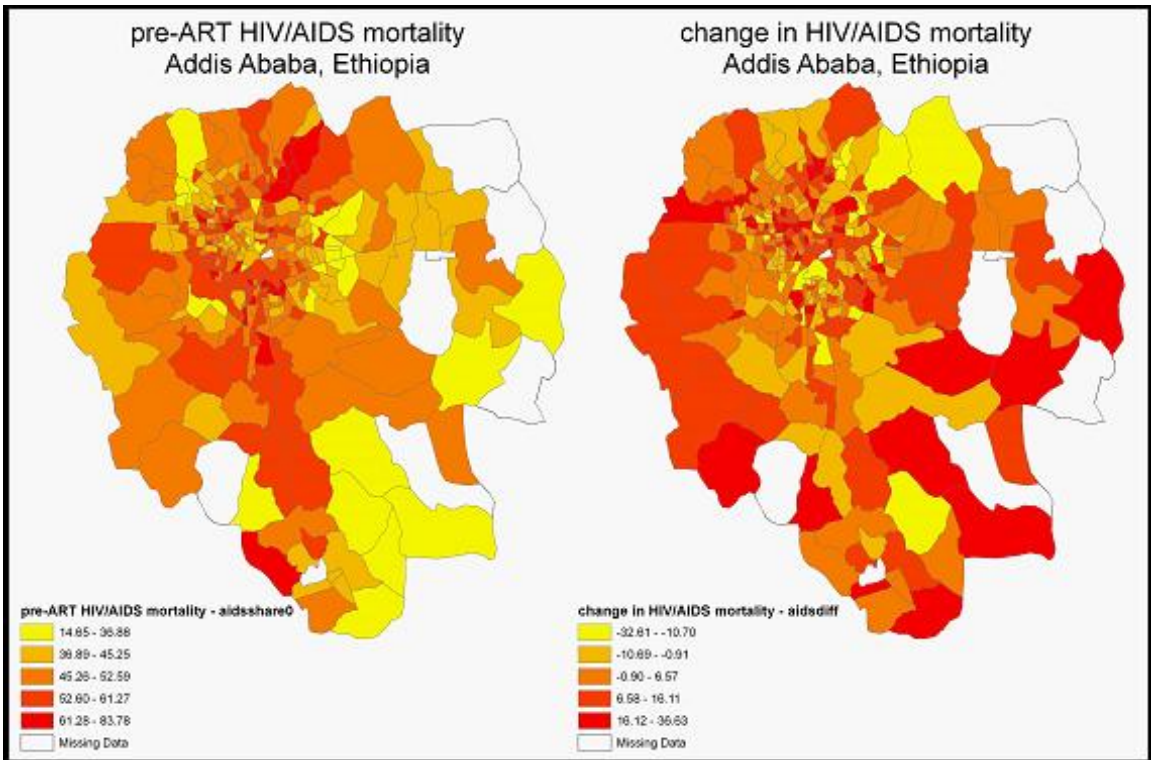 pre-ART HIV/AIDS mortality
Addis Ababa, Ethiopia
change in HIV/AIDS mortality
Addis Ababa, Ethiopia
pre-ART HIV/AIDS mortality - aidsshare0
14.65 - 36.88
36.89 - 45.25
45.26 - 52.59
52.60 - 61.27
61.28 - 83.78
Missing Data
change in HIV/AIDS mortality - aidsdiff
-32.61 - -10.70
-10.69 - -0.91
-0.90 - 6.57
6.58 - 16.11
16.12 - 36.63
Missing Data